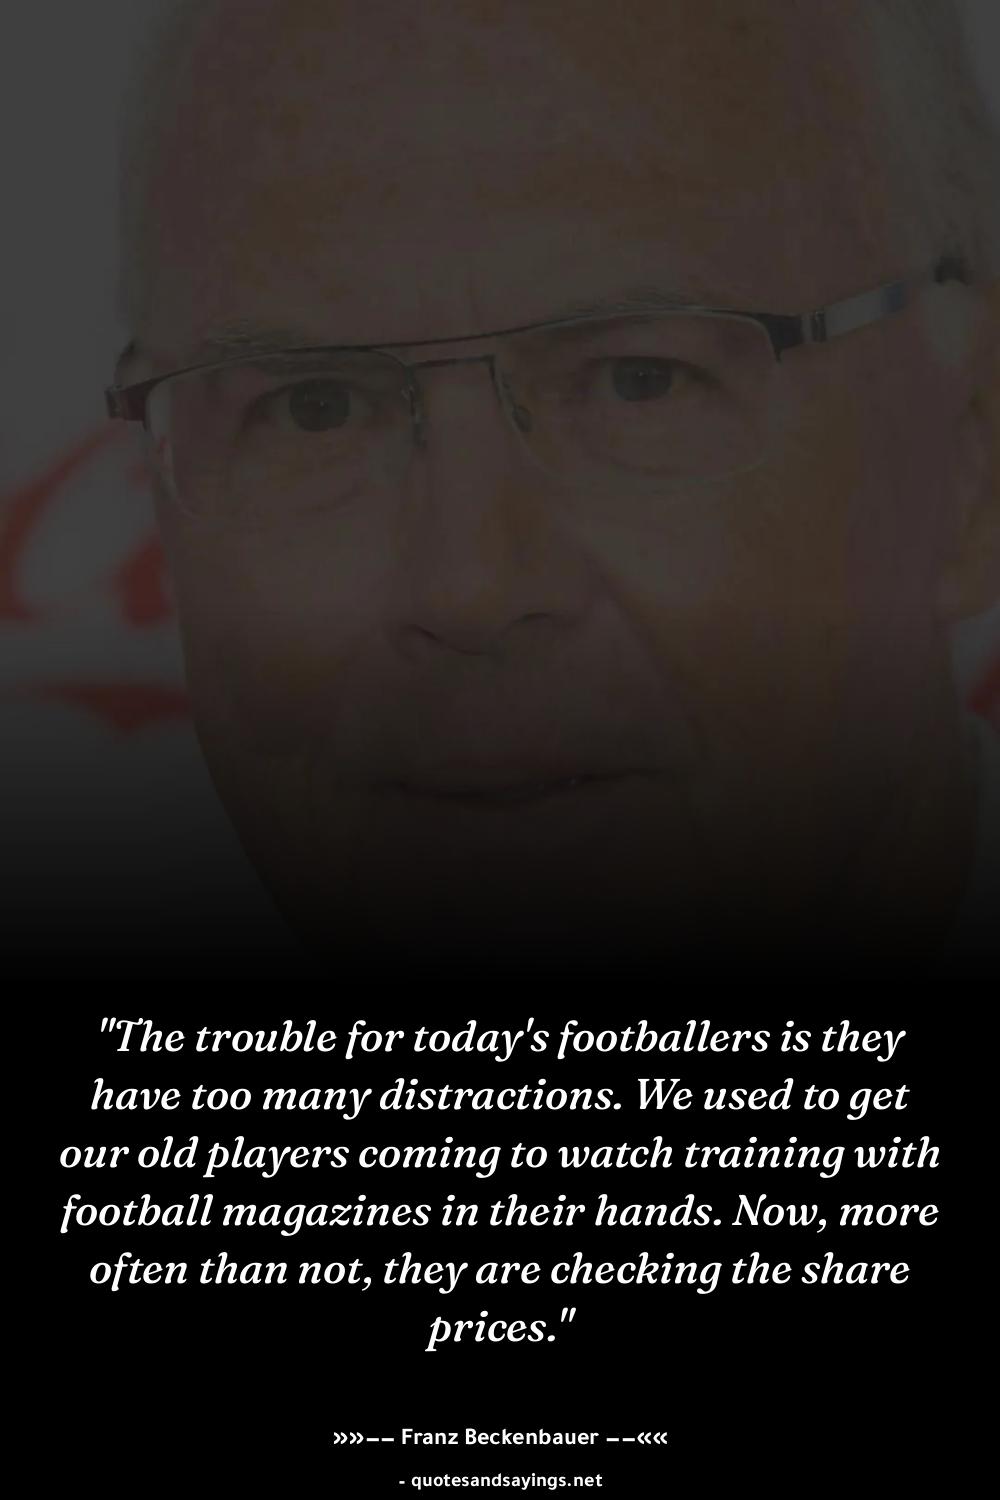 "The trouble for today's footballers is they
have too many distractions. We used to get
our old players coming to watch training with
football magazines in their hands. Now, more
often than not, they are checking the share
prices."
»»−− Franz Beckenbauer −−««
- quotesandsayings.net